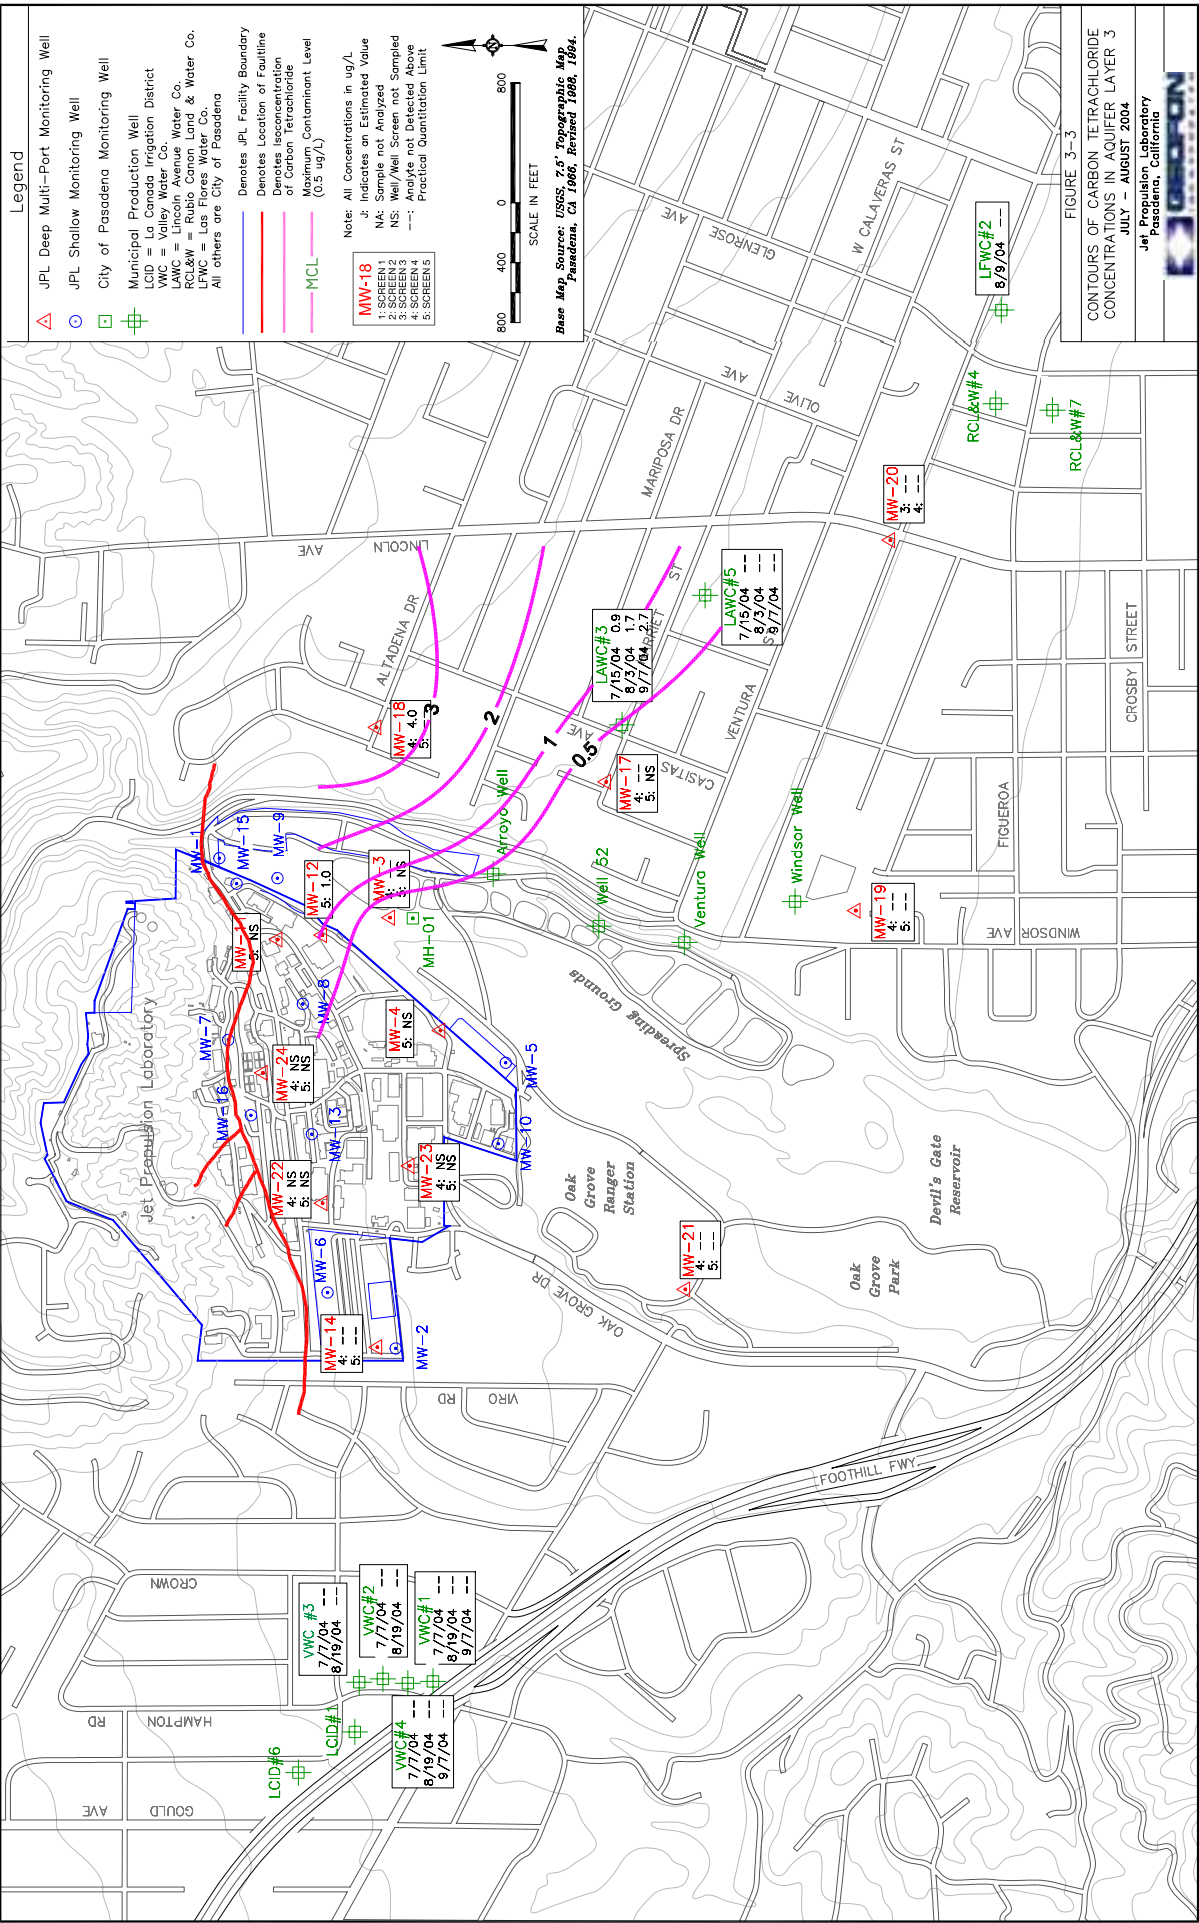 Legend
JPL Deep Multi-Port Monitoring Well
JPL Shallow Monitoring Well
City of Pasadena Monitoring Well
Municipal Production Well
LCID = La Canada Irrigation District
VWC = Valley Water Co.
LAWC = Lincoln Avenue Water Co.
RCL&W = Rubio Canon Land & Water Co.
LFWC = Las Flores Water Co.
All others are City of Pasadena
Denotes JPL Facility Boundary
Denotes Location of Faultline
Denotes Isoconcentration
of Carbon Tetrachloride
MCL
Maximum Contaminant Level
(0.5 ug/L)
Note: All Concentrations in ug/L
J: Indicates an Estimated Value
NA: Sample not Analyzed
NS: Well/Well Screen not Sampled
--: Analyte not Detected Above
Practical Quantitation Limit
MW-18
1: SCREEN 1
2: SCREEN 2
3: SCREEN 3
4: SCREEN 4
5: SCREEN 5
N
800 400 0 800
SCALE IN FEET
Base Map Source: USGS, 7.5' Topographic Map
Pasadena, CA 1966, Revised 1988, 1994.
FIGURE 3-3
CONTOURS OF CARBON TETRACHLORIDE
CONCENTRATIONS IN AQUIFER LAYER 3
JULY - AUGUST 2004
Jet Propulsion Laboratory
Pasadena, California
GEOFON
GOULD AVE
HAMPTON RD
CROWN
LCID#6
LCID#1
VWC #3
7/7/04 --
8/19/04 --
VWC#2
7/7/04 --
8/19/04 --
VWC#1
7/7/04 --
8/19/04 --
9/7/04 --
VWC#4
7/7/04 --
8/19/04 --
9/7/04 --
FOOTHILL FWY
VIRO RD
OAK GROVE DR
Jet Propulsion Laboratory
MW-14
4: --
5: --
MW-2
MW-6
MW-22
4: NS
5: NS
MW-16
MW-13
MW-23
4: NS
5: NS
MW-10
MW-5
MW-24
4: NS
5: NS
MW-7
MW-8
MW-4
5: NS
MW-11
5: NS
MW-12
5: 1.0
MW-3
4: --
5: NS
MH-01
MW-1
MW-15
MW-9
MW-18
4: 4.0
5: --
3
2
1
0.5
Arroyo Well
Well 52
Ventura Well
Windsor Well
MW-17
4: --
5: NS
MW-19
4: --
5: --
MW-21
4: --
5: --
MW-20
3: --
4: --
LAWC#3
7/15/04 0.9
8/3/04 1.7
9/7/04 2.7
LAWC#5
7/15/04 --
8/3/04 --
9/7/04 --
RCL&W#4
RCL&W#7
LFWC#2
8/9/04 --
Spreading Grounds
Oak
Grove
Ranger
Station
Oak
Grove
Park
Devil's Gate
Reservoir
WINDSOR AVE
FIGUEROA
CROSBY STREET
VENTURA ST
CASITAS AVE
HARRIET ST
ALTADENA DR
LINCOLN AVE
MARIPOSA DR
OLIVE AVE
GLENROSE AVE
W CALAVERAS ST